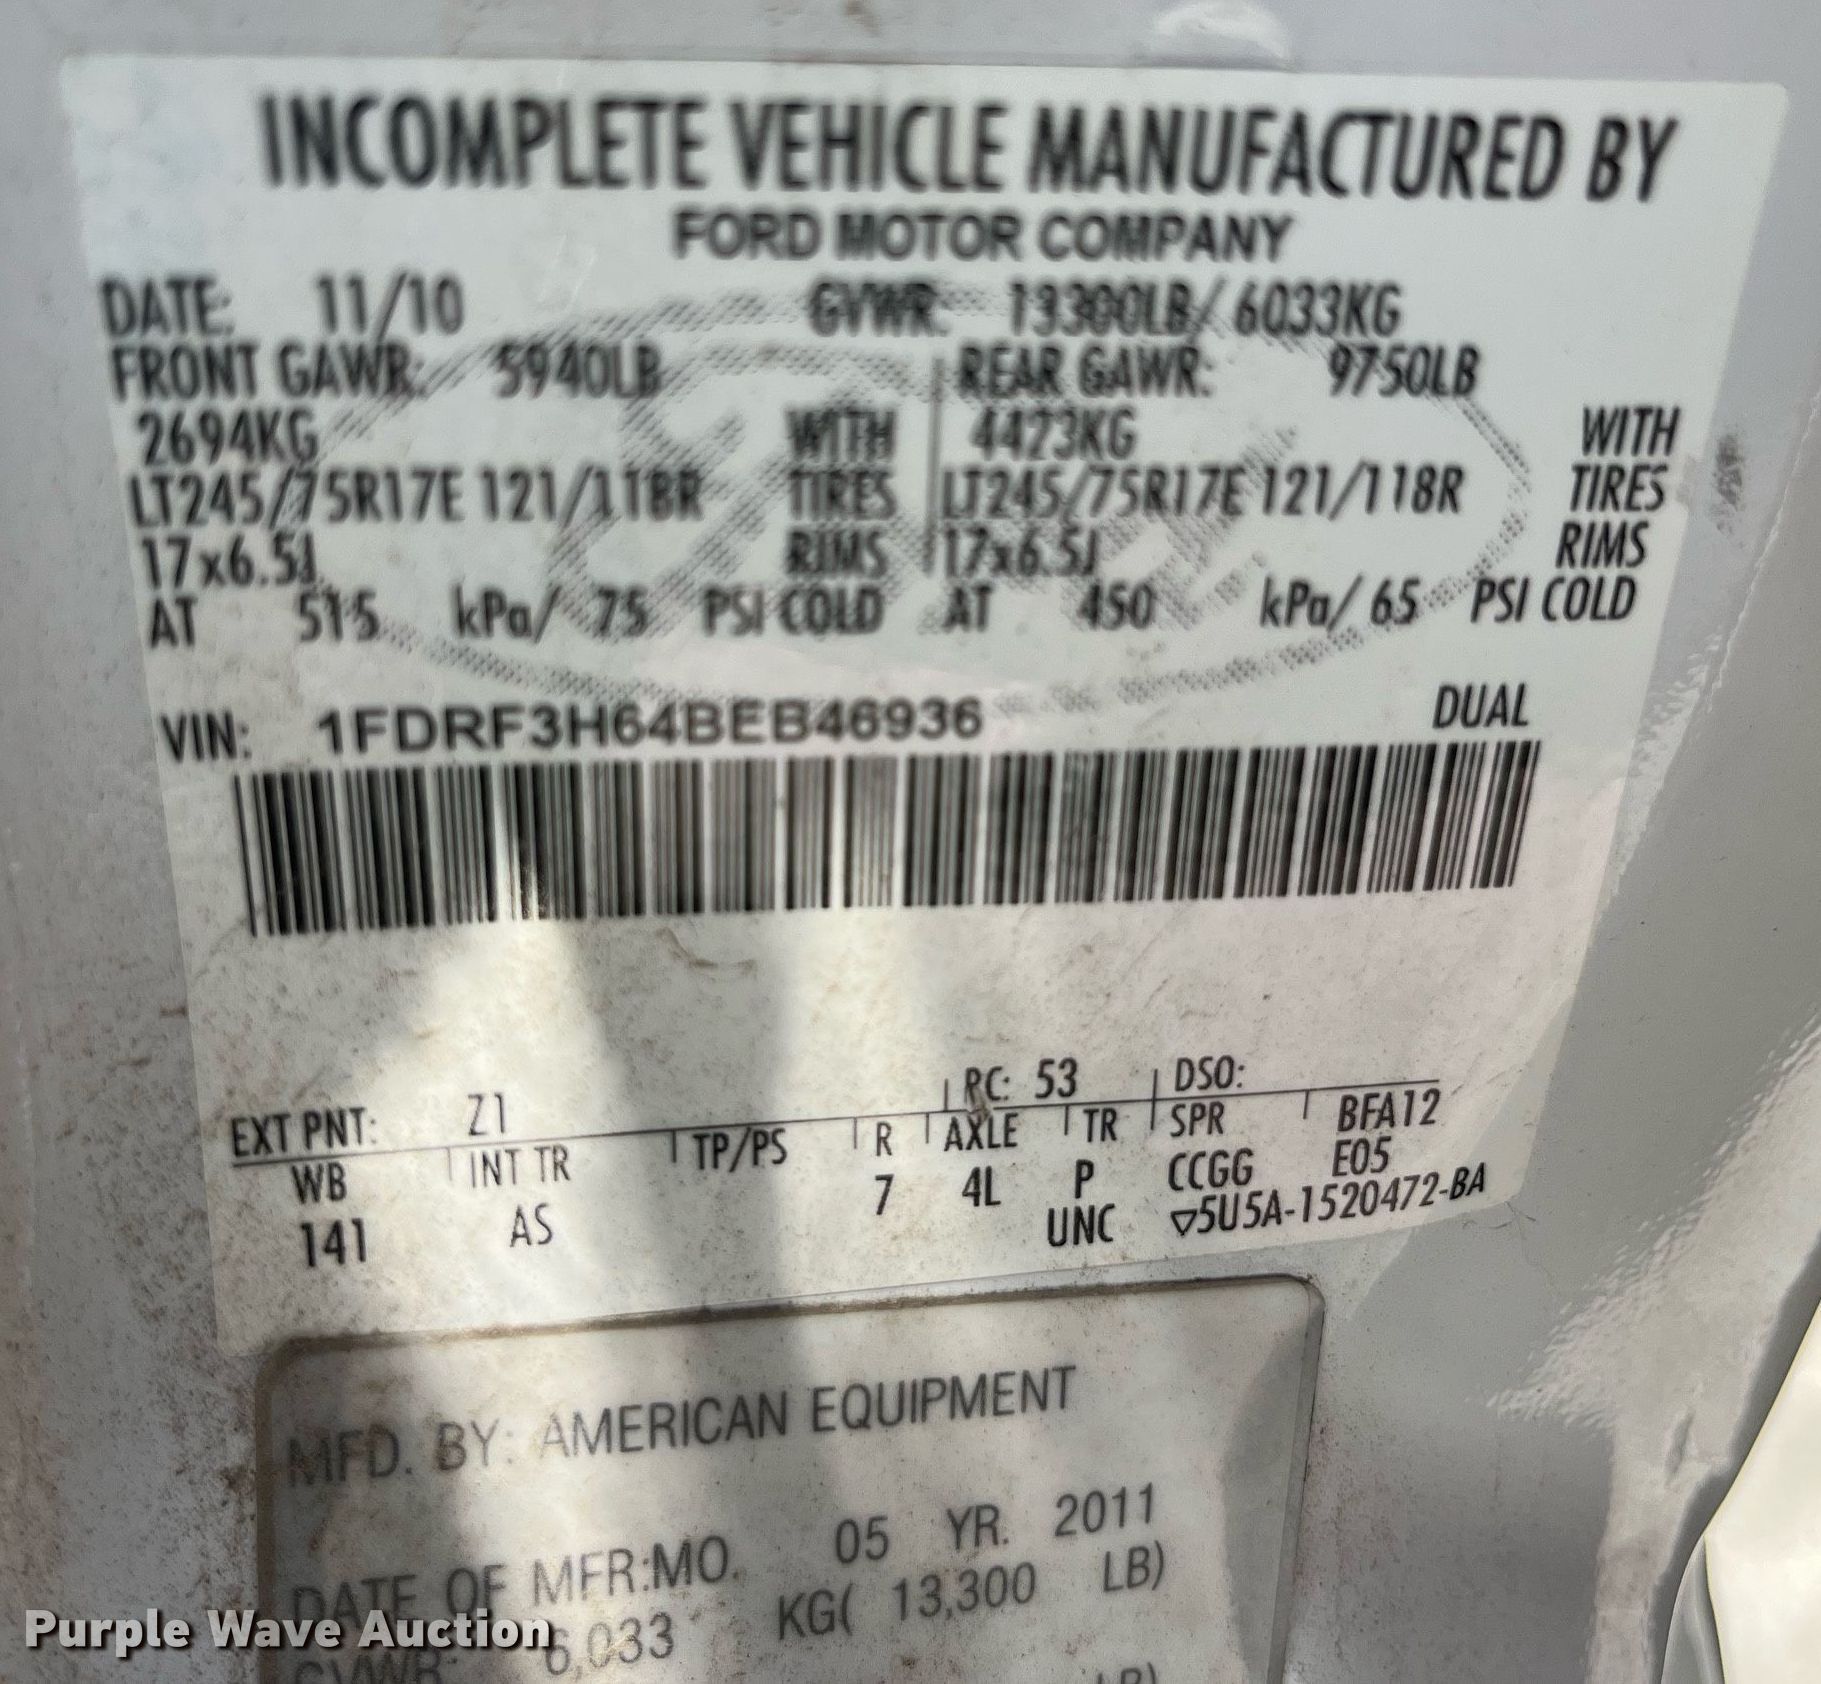 INCOMPLETE VEHICLE MANUFACTURED BY
FORD MOTOR COMPANY
DATE: 11/10 GVWR: 13300LB/ 6033KG
FRONT GAWR: 5940LB REAR GAWR: 9750LB
2694KG WITH 4423KG WITH
LT245/75R17E 121/118R TIRES LT245/75R17E 121/118R TIRES
17x6.5J RIMS 17x6.5J RIMS
AT 515 kPa/ 75 PSI COLD AT 450 kPa/ 65 PSI COLD
VIN: 1FDRF3H64BEB46936 DUAL
EXT PNT: Z1 RC: 53 DSO:
WB INT TR TP/PS R AXLE TR SPR BFA12
141 AS 7 4L P CCGG E05
UNC ▽5U5A-1520472-BA
MFD. BY: AMERICAN EQUIPMENT
DATE OF MFR:MO. 05 YR. 2011
GVWR 6,033 KG( 13,300 LB)
LB)
Purple Wave Auction